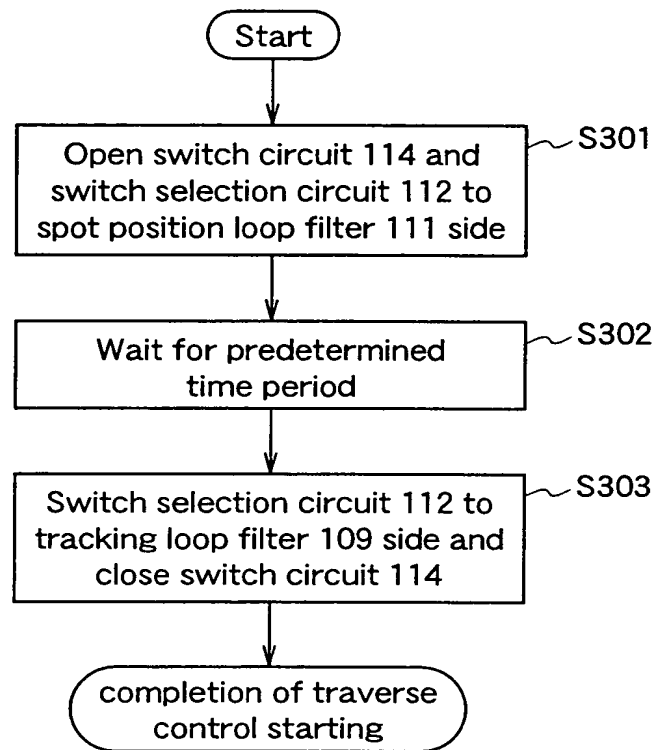 Start
S301
Open switch circuit 114 and
switch selection circuit 112 to
spot position loop filter 111 side
S302
Wait for predetermined
time period
S303
Switch selection circuit 112 to
tracking loop filter 109 side and
close switch circuit 114
completion of traverse
control starting